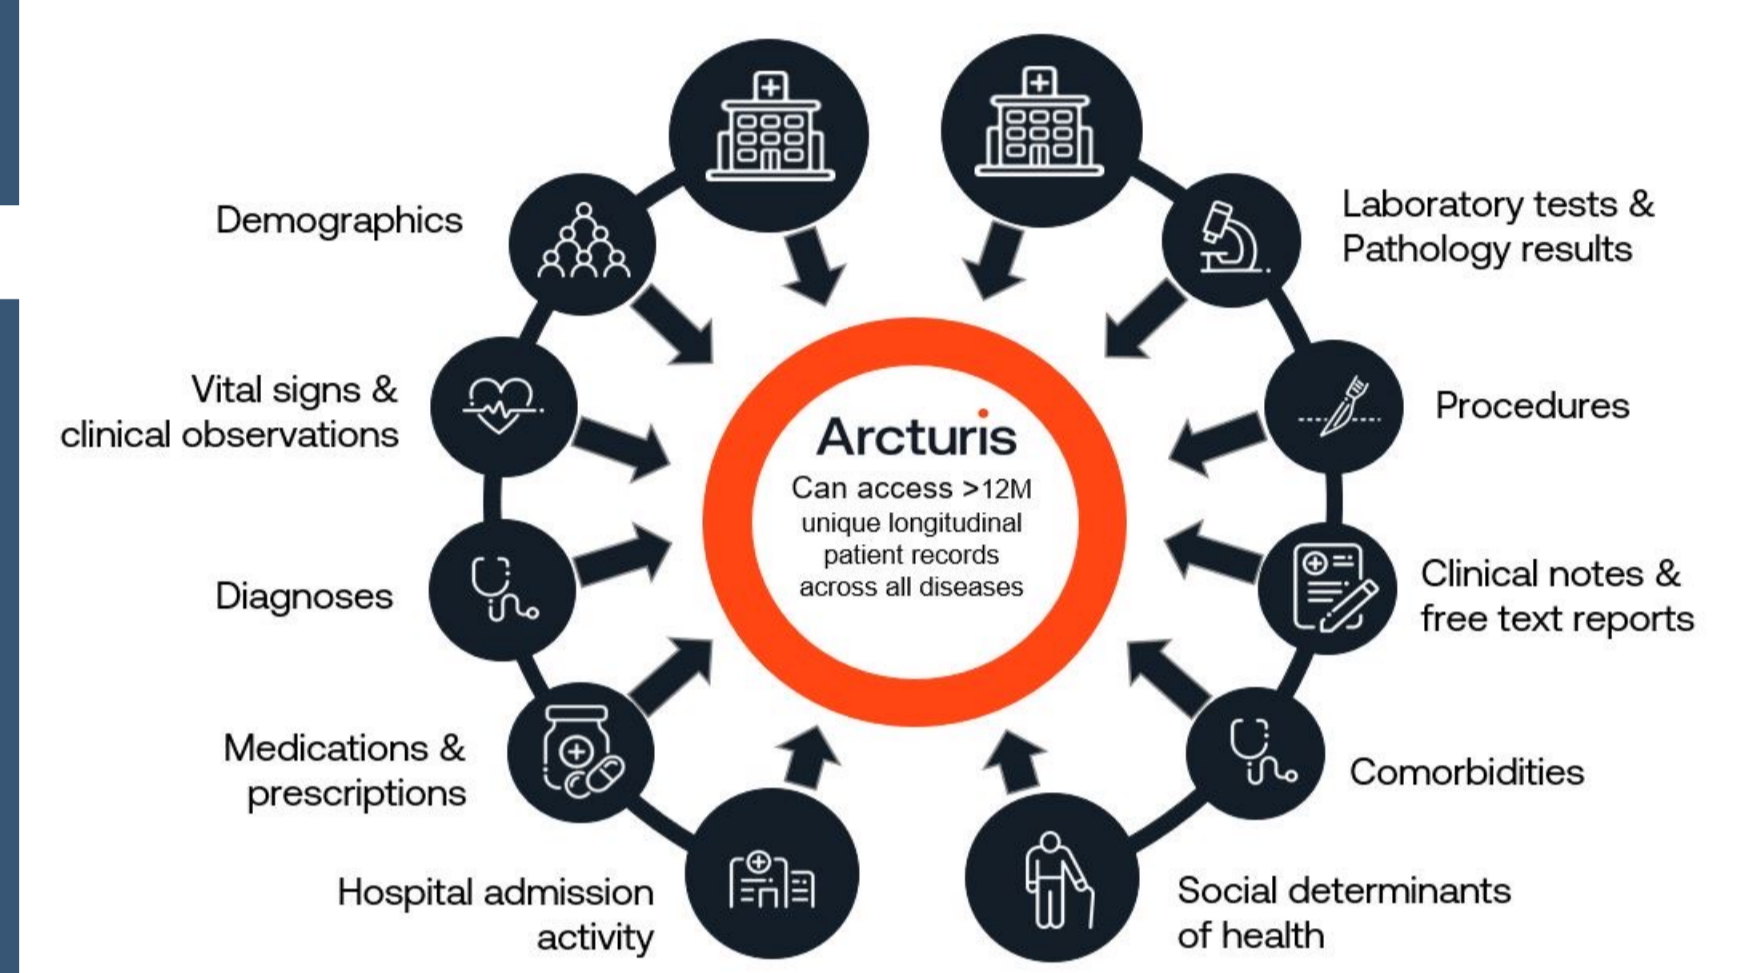 Demographics
Vital signs &
clinical observations
Diagnoses
Medications &
prescriptions
Hospital admission
activity
Arcturis
Can access >12M
unique longitudinal
patient records
across all diseases
Laboratory tests &
Pathology results
Procedures
Clinical notes &
free text reports
Comorbidities
Social determinants
of health